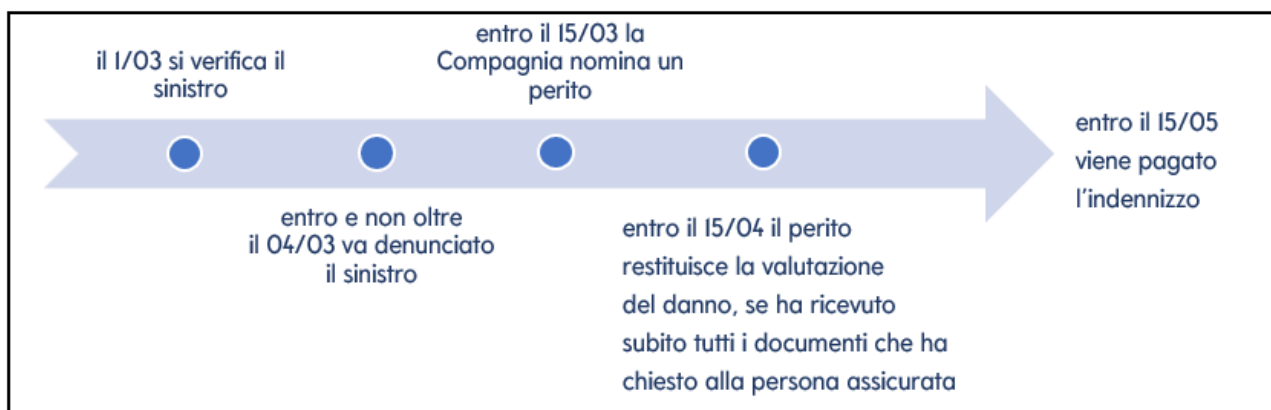 il 1/03 si verifica il
sinistro
entro e non oltre
il 04/03 va denunciato
il sinistro
entro il 15/03 la
Compagnia nomina un
perito
entro il 15/04 il perito
restituisce la valutazione
del danno, se ha ricevuto
subito tutti i documenti che ha
chiesto alla persona assicurata
entro il 15/05
viene pagato
l'indennizzo